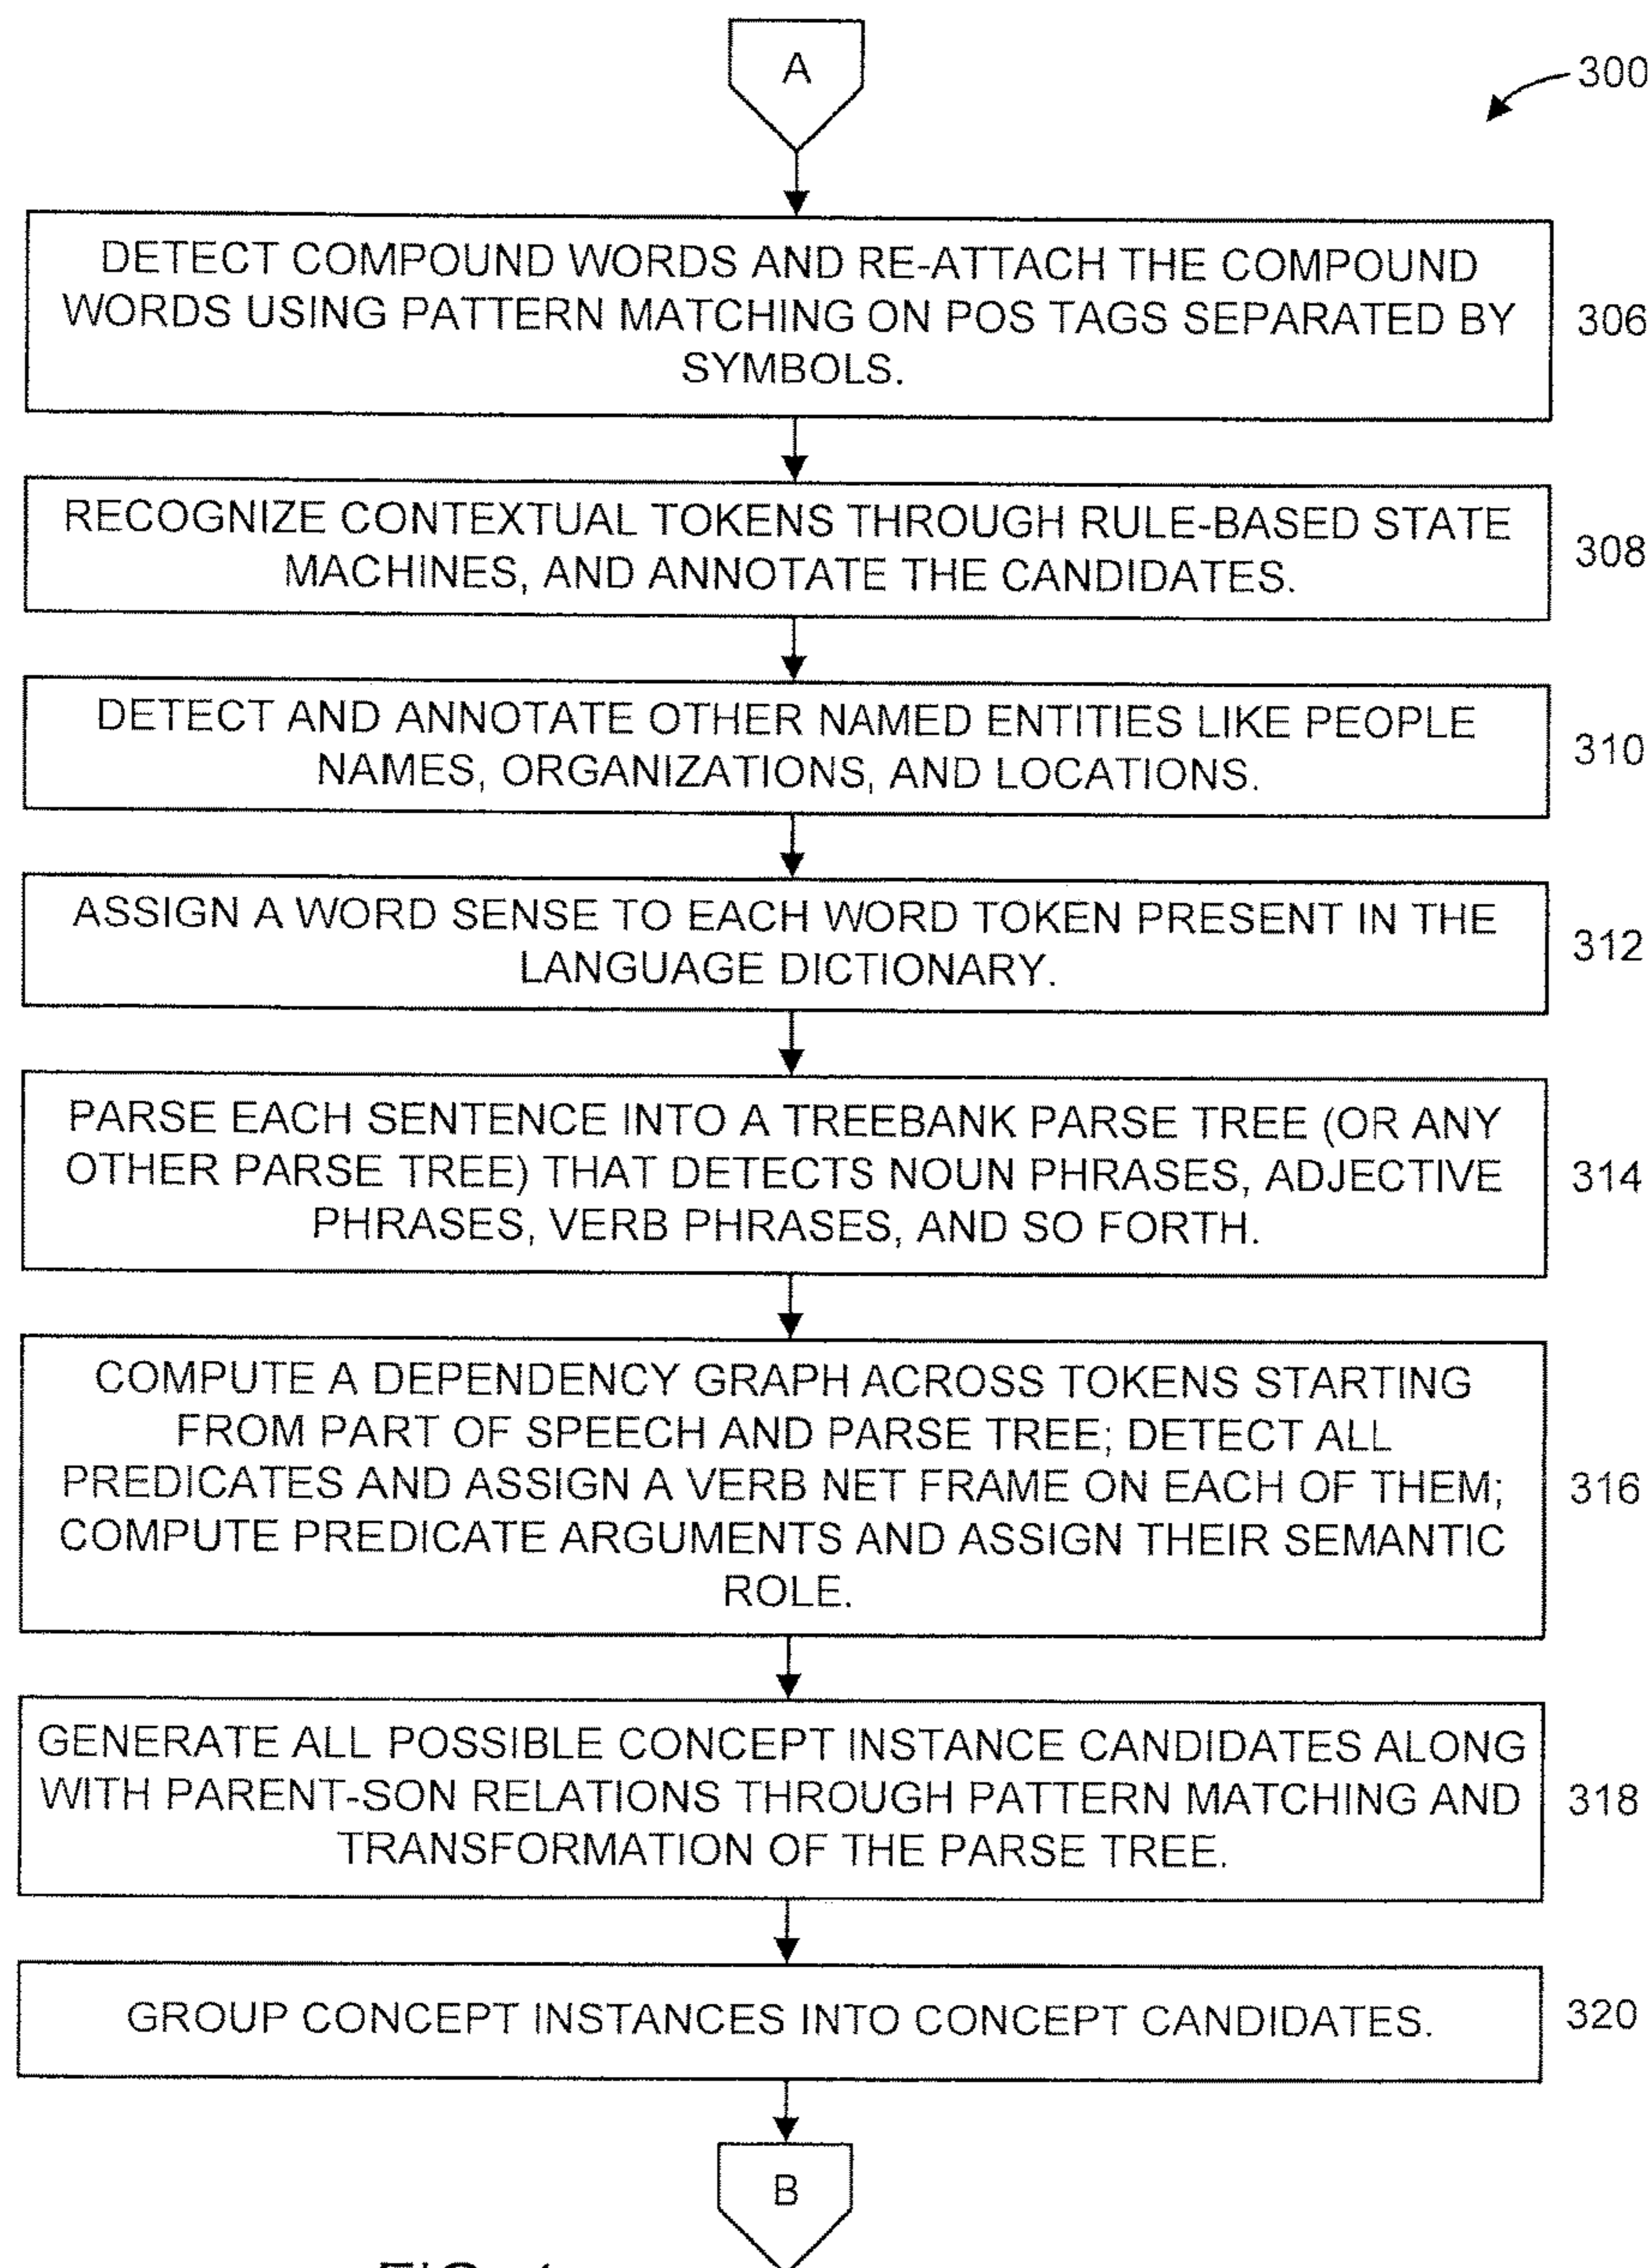 A
300
DETECT COMPOUND WORDS AND RE-ATTACH THE COMPOUND
WORDS USING PATTERN MATCHING ON POS TAGS SEPARATED BY
SYMBOLS.
306
RECOGNIZE CONTEXTUAL TOKENS THROUGH RULE-BASED STATE
MACHINES, AND ANNOTATE THE CANDIDATES.
308
DETECT AND ANNOTATE OTHER NAMED ENTITIES LIKE PEOPLE
NAMES, ORGANIZATIONS, AND LOCATIONS.
310
ASSIGN A WORD SENSE TO EACH WORD TOKEN PRESENT IN THE
LANGUAGE DICTIONARY.
312
PARSE EACH SENTENCE INTO A TREEBANK PARSE TREE (OR ANY
OTHER PARSE TREE) THAT DETECTS NOUN PHRASES, ADJECTIVE
PHRASES, VERB PHRASES, AND SO FORTH.
314
COMPUTE A DEPENDENCY GRAPH ACROSS TOKENS STARTING
FROM PART OF SPEECH AND PARSE TREE; DETECT ALL
PREDICATES AND ASSIGN A VERB NET FRAME ON EACH OF THEM;
COMPUTE PREDICATE ARGUMENTS AND ASSIGN THEIR SEMANTIC
ROLE.
316
GENERATE ALL POSSIBLE CONCEPT INSTANCE CANDIDATES ALONG
WITH PARENT-SON RELATIONS THROUGH PATTERN MATCHING AND
TRANSFORMATION OF THE PARSE TREE.
318
GROUP CONCEPT INSTANCES INTO CONCEPT CANDIDATES.
320
B